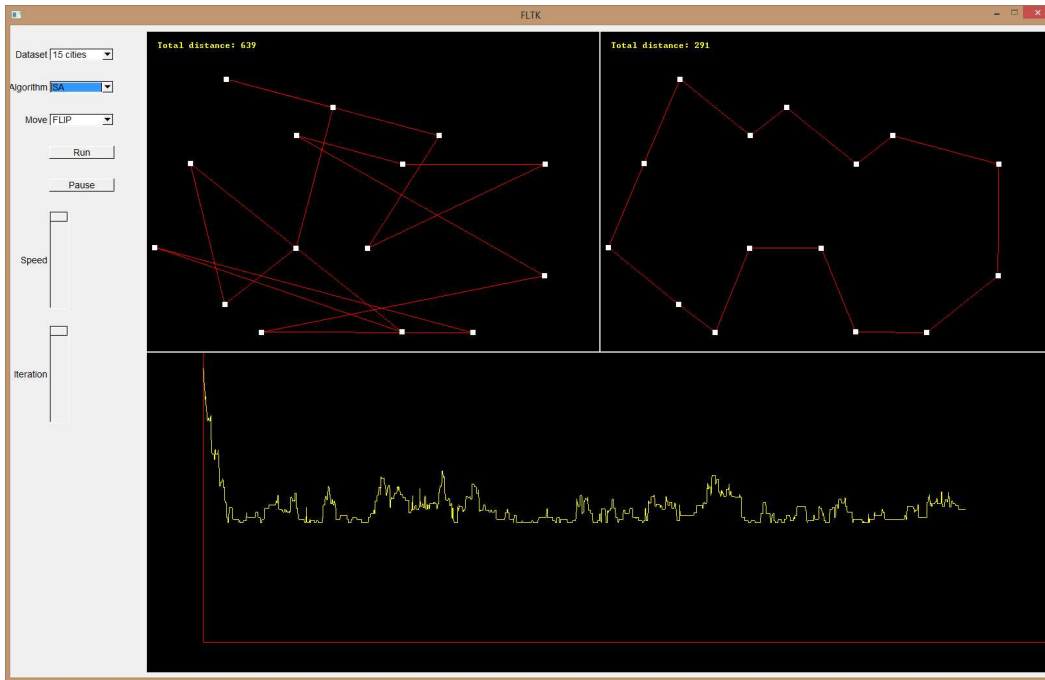 FLTK
Dataset 15 cities
Algorithm SA
Move FLIP
Run
Pause
Speed
Iteration
Total distance: 639
Total distance: 291